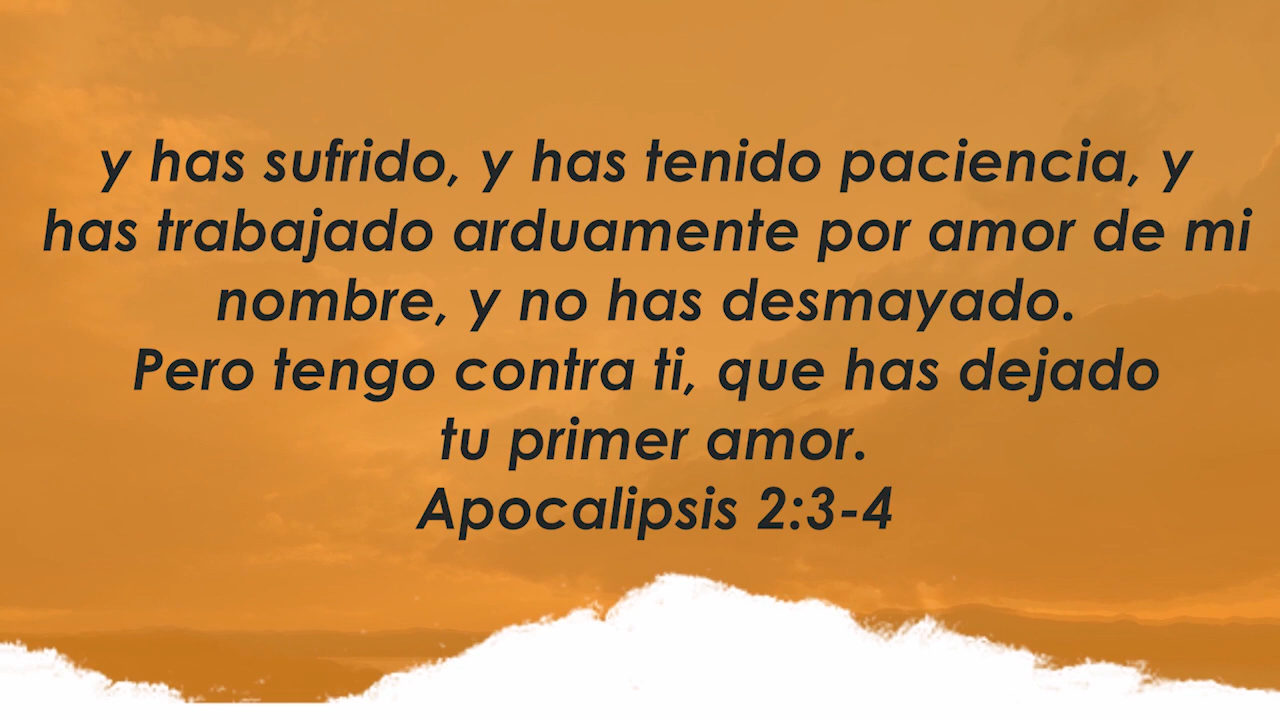 y has sufrido, y has tenido paciencia, y
has trabajado arduamente por amor de mi
nombre, y no has desmayado.
Pero tengo contra ti, que has dejado
tu primer amor.
Apocalipsis 2:3-4